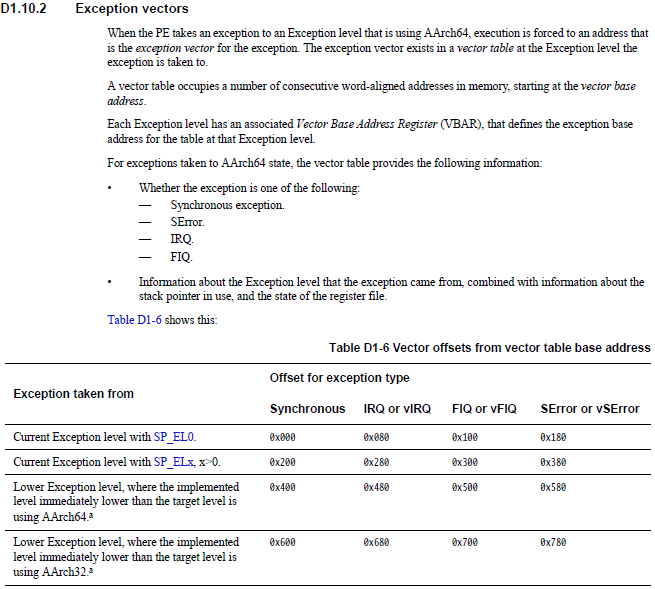 D1.10.2 Exception vectors
When the PE takes an exception to an Exception level that is using AArch64, execution is forced to an address that
is the exception vector for the exception. The exception vector exists in a vector table at the Exception level the
exception is taken to.
A vector table occupies a number of consecutive word-aligned addresses in memory, starting at the vector base
address.
Each Exception level has an associated Vector Base Address Register (VBAR), that defines the exception base
address for the table at that Exception level.
For exceptions taken to AArch64 state, the vector table provides the following information:
• Whether the exception is one of the following:
— Synchronous exception.
— SError.
— IRQ.
— FIQ.
• Information about the Exception level that the exception came from, combined with information about the
stack pointer in use, and the state of the register file.
Table D1-6 shows this:
Table D1-6 Vector offsets from vector table base address
Exception taken from
Offset for exception type
Synchronous IRQ or vIRQ FIQ or vFIQ SError or vSError
Current Exception level with SP_EL0. 0x000 0x080 0x100 0x180
Current Exception level with SP_ELx, x>0. 0x200 0x280 0x300 0x380
Lower Exception level, where the implemented 0x400 0x480 0x500 0x580
level immediately lower than the target level is
using AArch64.a
Lower Exception level, where the implemented 0x600 0x680 0x700 0x780
level immediately lower than the target level is
using AArch32.a